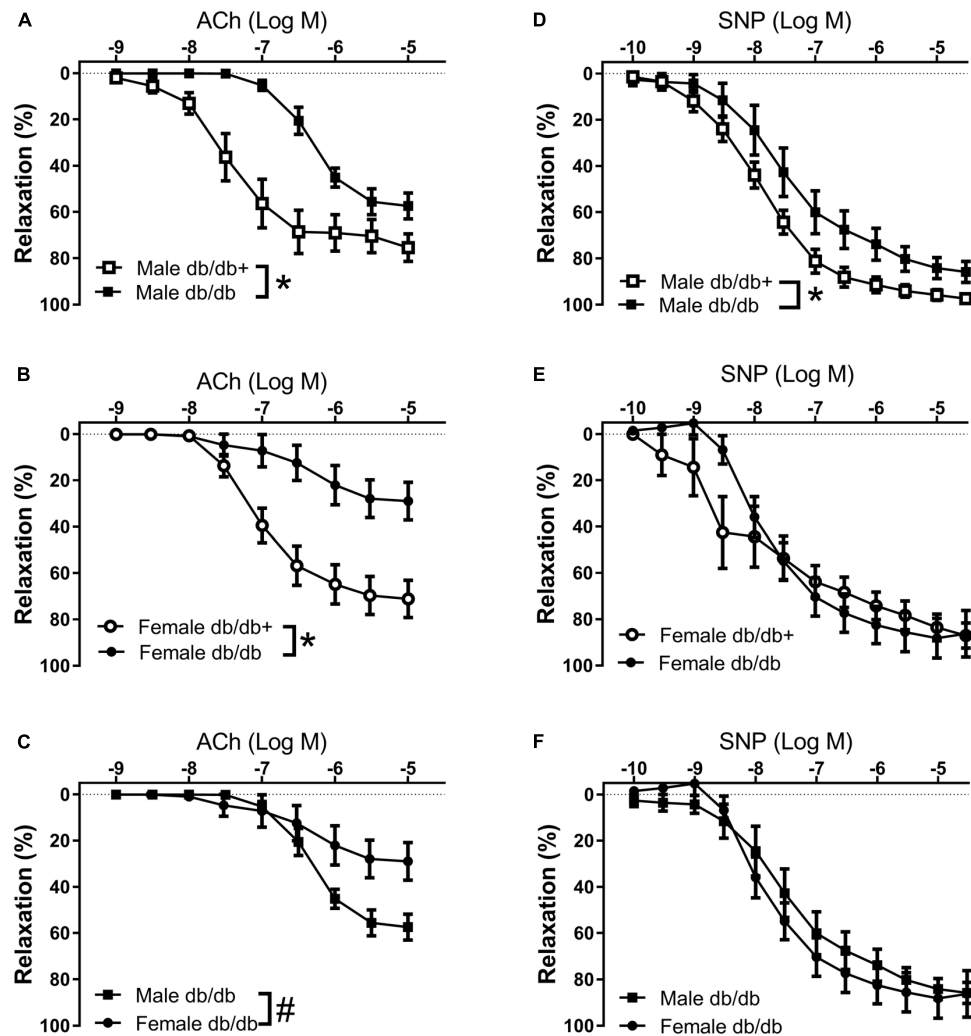 A
ACh (Log M)
-9 -8 -7 -6 -5
Relaxation (%)
0
20
40
60
80
100
Male db/db+
Male db/db
*
D
SNP (Log M)
-10 -9 -8 -7 -6 -5
Relaxation (%)
0
20
40
60
80
100
Male db/db+
Male db/db
*
B
ACh (Log M)
-9 -8 -7 -6 -5
Relaxation (%)
0
20
40
60
80
100
Female db/db+
Female db/db
*
E
SNP (Log M)
-10 -9 -8 -7 -6 -5
Relaxation (%)
0
20
40
60
80
100
Female db/db+
Female db/db
C
ACh (Log M)
-9 -8 -7 -6 -5
Relaxation (%)
0
20
40
60
80
100
Male db/db
Female db/db
#
F
SNP (Log M)
-10 -9 -8 -7 -6 -5
Relaxation (%)
0
20
40
60
80
100
Male db/db
Female db/db